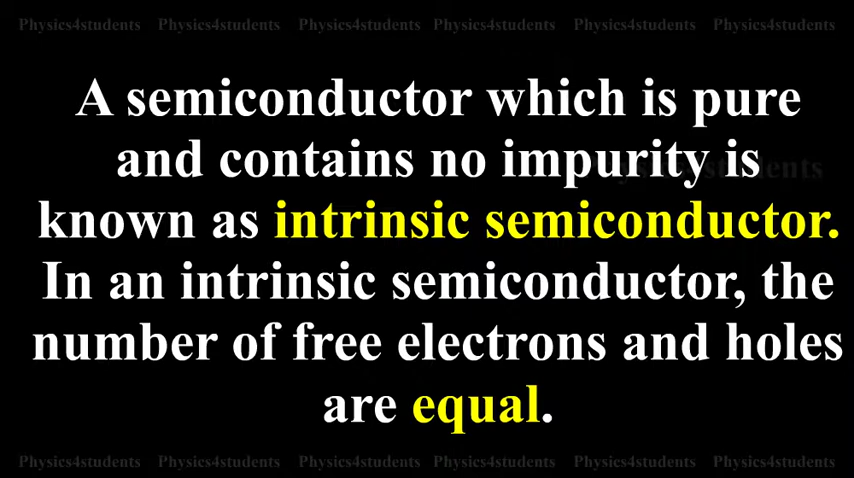 Physics4students Physics4students Physics4students Physics4students Physics4students Physics4students
A semiconductor which is pure
and contains no impurity is
Physics4students
known as intrinsic semiconductor.
In an intrinsic semiconductor, the
number of free electrons and holes
are equal.
Physics4students Physics4students Physics4students Physics4students Physics4students Physics4students